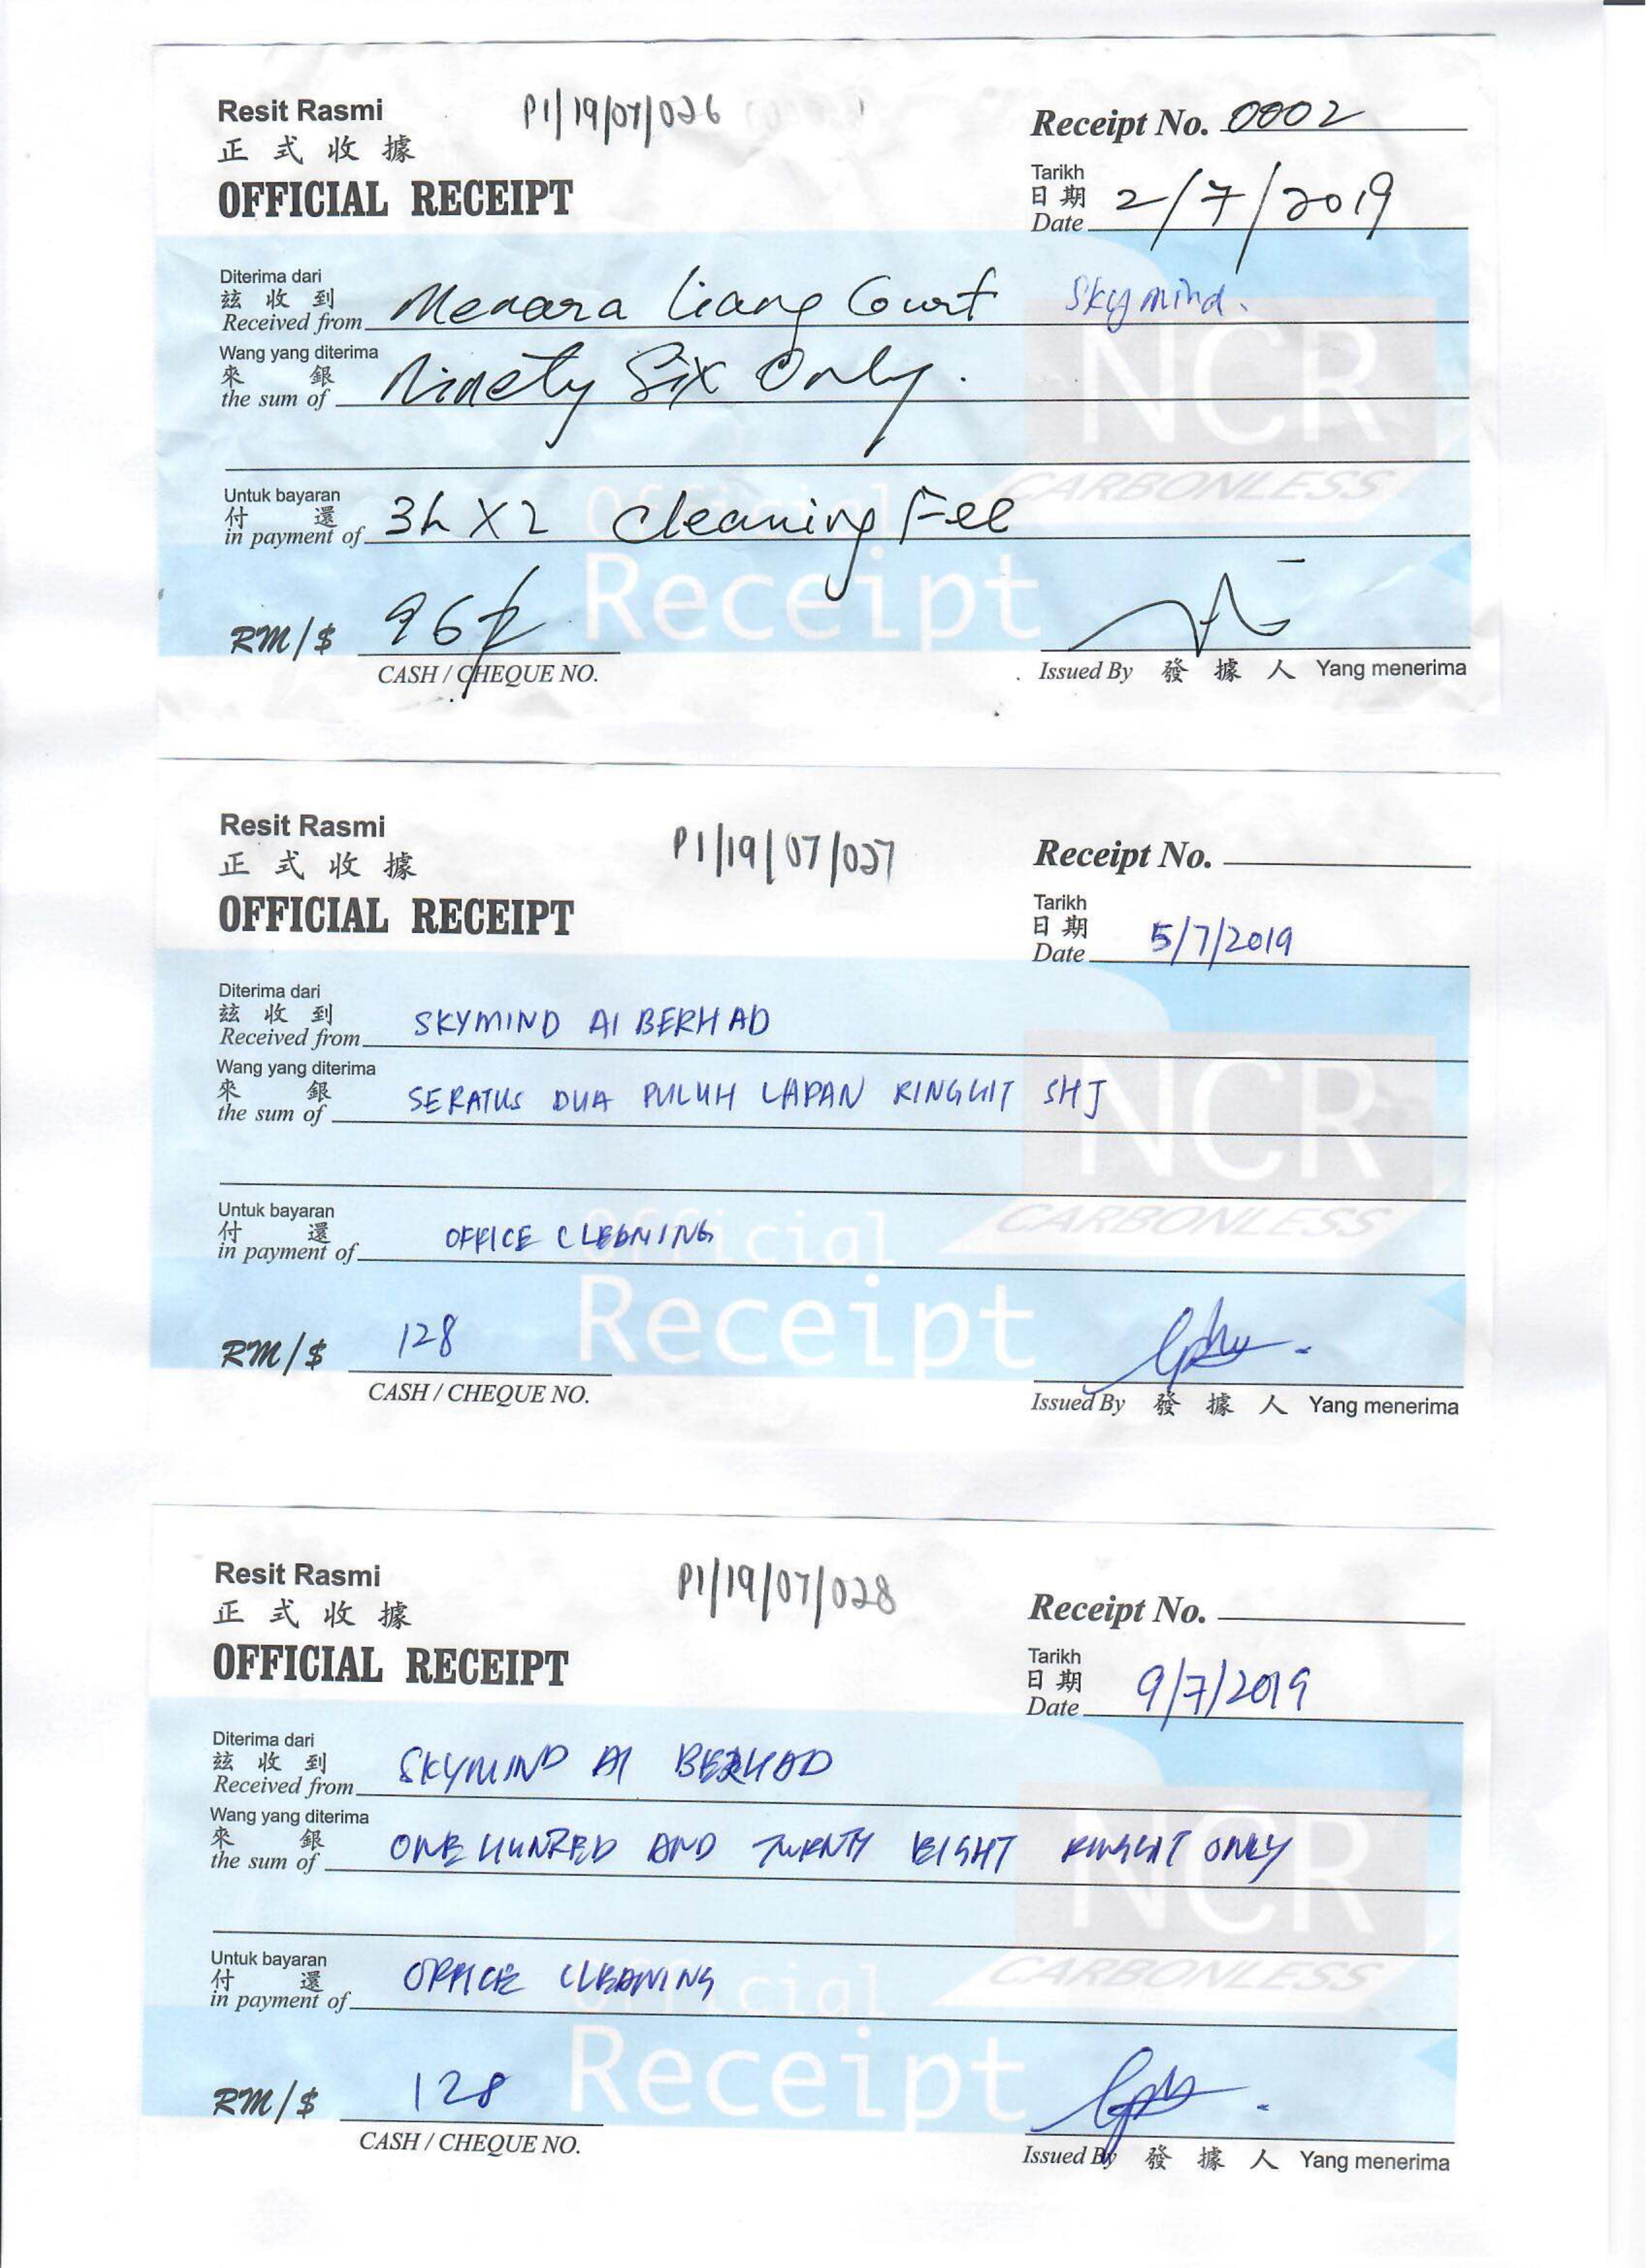 Resit Rasmi
P1/19/07/026
Receipt No. 0002
正式收據
OFFICIAL RECEIPT
Tarikh
日期
Date 2/7/2019
Diterima dari
茲收到
Received from Menara Liang Court Skymind.
Wang yang diterima
來銀
the sum of Ninety Six Only.
NCR
CARBONLESS
Untuk bayaran
付還
in payment of 3h X2 Cleaning Fee
Official
Receipt
RM/$ 96/
CASH / CHEQUE NO.
Issued By 發據人 Yang menerima
Resit Rasmi
P1/19/07/027
Receipt No.
正式收據
OFFICIAL RECEIPT
Tarikh
日期
Date 5/7/2019
Diterima dari
茲收到
Received from SKYMIND AI BERHAD
Wang yang diterima
來銀
the sum of SERATUS DUA PULUH LAPAN RINGGIT SHJ
NCR
CARBONLESS
Untuk bayaran
付還
in payment of OFFICE CLEANING
Official
Receipt
RM/$ 128
CASH / CHEQUE NO.
Issued By 發據人 Yang menerima
Resit Rasmi
P1/19/07/028
Receipt No.
正式收據
OFFICIAL RECEIPT
Tarikh
日期
Date 9/7/2019
Diterima dari
茲收到
Received from SKYMIND AI BERHAD
Wang yang diterima
來銀
the sum of ONE HUNRED AND TWENTY EIGHT RINGGIT ONLY
NCR
CARBONLESS
Untuk bayaran
付還
in payment of OFFICE CLEANING
Official
Receipt
RM/$ 128
CASH / CHEQUE NO.
Issued By 發據人 Yang menerima